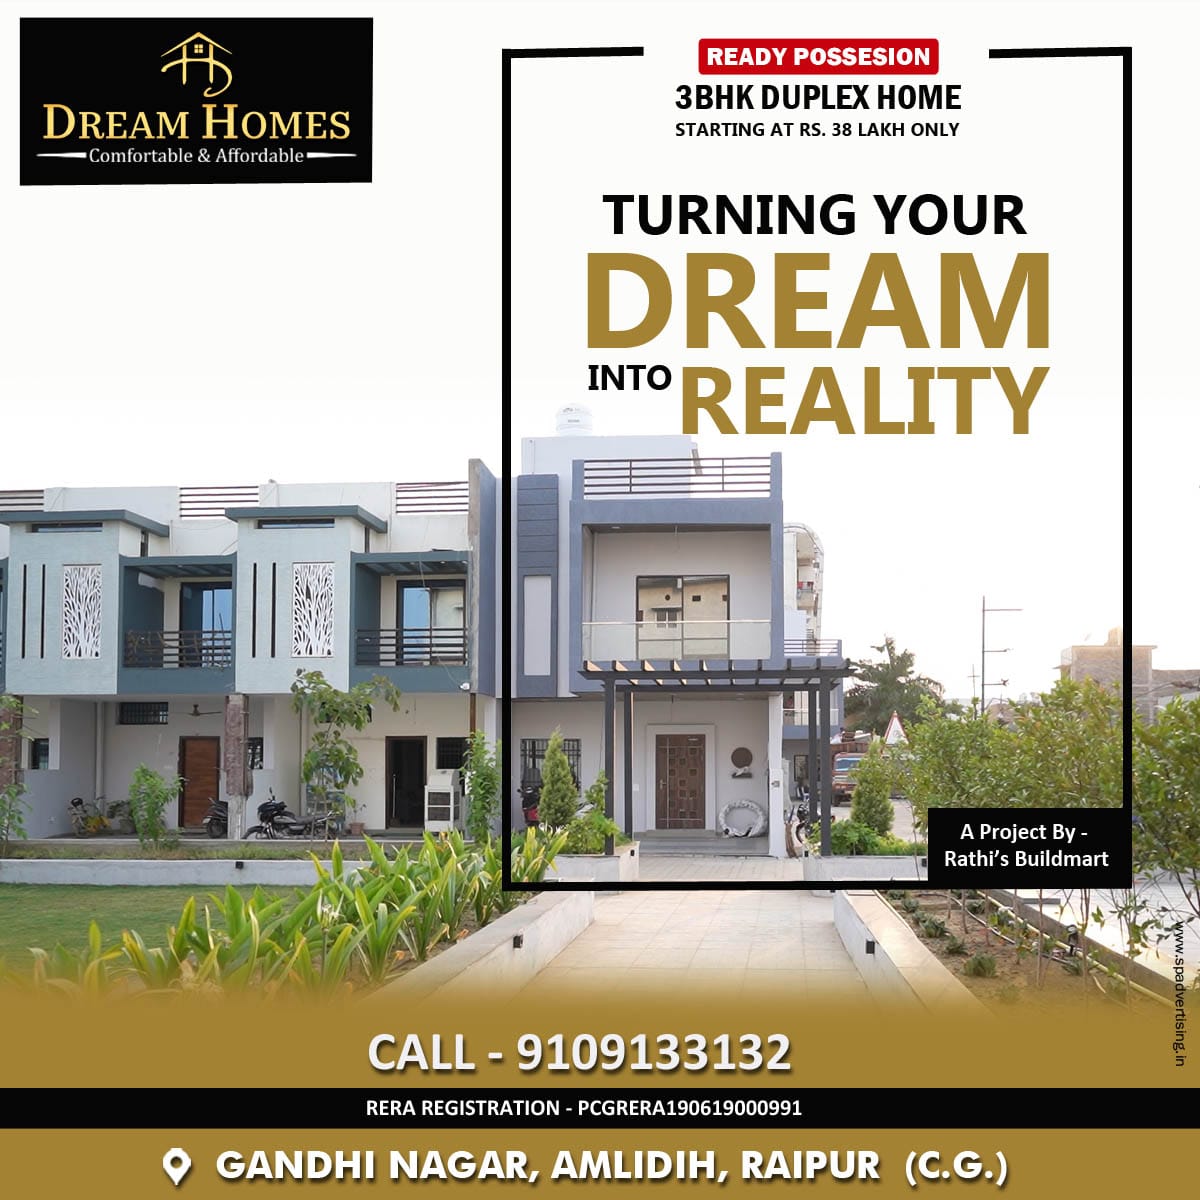 DREAM HOMES
Comfortable & Affordable
READY POSSESION
3BHK DUPLEX HOME
STARTING AT RS. 38 LAKH ONLY
TURNING YOUR
DREAM
INTO REALITY
A Project By -
Rathi's Buildmart
www.spadvertising.in
CALL - 9109133132
RERA REGISTRATION - PCGRERA190619000991
GANDHI NAGAR, AMLIDIH, RAIPUR (C.G.)